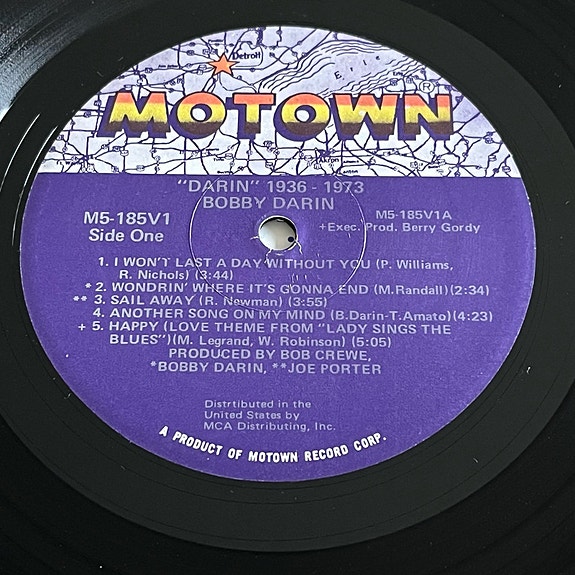 Detroit
Erie
MOTOWN®
Akron
"DARIN" 1936 - 1973
BOBBY DARIN
M5-185V1
Side One
M5-185V1A
+Exec. Prod. Berry Gordy
1. I WON'T LAST A DAY WITHOUT YOU (P. Williams,
R. Nichols) (3:44)
* 2. WONDRIN' WHERE IT'S GONNA END (M.Randall)(2:34)
** 3. SAIL AWAY (R. Newman) (3:55)
4. ANOTHER SONG ON MY MIND (B.Darin-T.Amato)(4:23)
+ 5. HAPPY (LOVE THEME FROM "LADY SINGS THE
BLUES")(M. Legrand, W. Robinson) (5:05)
PRODUCED BY BOB CREWE,
*BOBBY DARIN, **JOE PORTER
Distrtibuted in the
United States by
MCA Distributing, Inc.
A PRODUCT OF MOTOWN RECORD CORP.